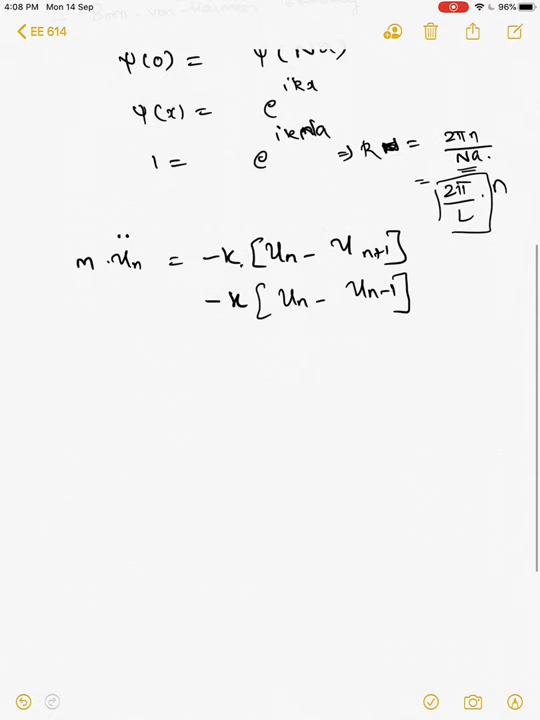 4:08 PM Mon 14 Sep 96%
EE 614
ψ(0) = ψ(Na)
ψ(x) = e^{ikx}
1 = e^{ikNa} ⇒ k = 2πn / Na.
= 2π / L · n
m·ü_n = -k.[u_n - u_{n+1}]
-k[u_n - u_{n-1}]